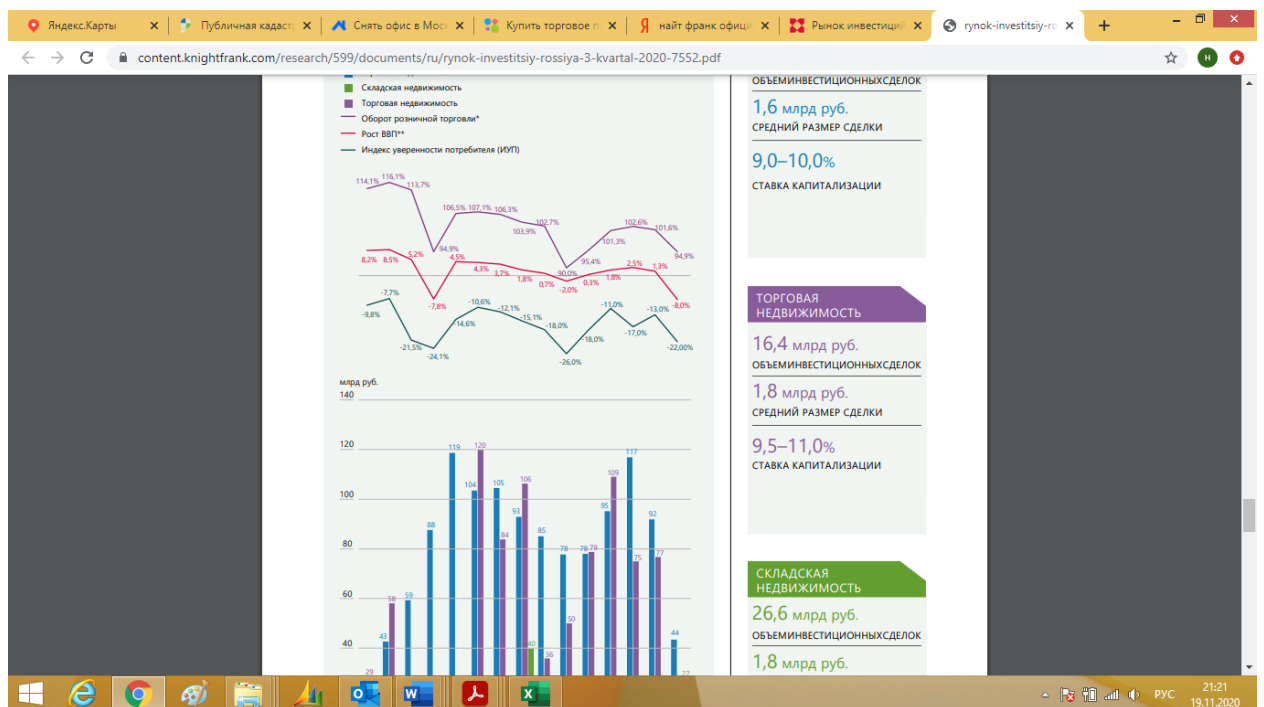 Яндекс.Карты
Публичная кадаст
Снять офис в Моск
Купить торговое п
найт франк офици
Рынок инвестиций
rynok-investitsiy-ro
content.knightfrank.com/research/599/documents/ru/rynok-investitsiy-rossiya-3-kvartal-2020-7552.pdf
Н
Складская недвижимость
Торговая недвижимость
Оборот розничной торговли*
Рост ВВП**
Индекс уверенности потребителя (ИУП)
114,1% 116,1% 113,7% 94,9% 106,5% 107,1% 106,3% 103,9% 102,7% 90,0% 95,4% 101,3% 102,6% 101,6% 94,9%
8,2% 8,5% 5,2% -7,8% 4,5% 4,3% 3,7% 1,8% 0,7% -2,0% 0,3% 1,8% 2,5% 1,3% -8,0%
-9,8% -7,7% -21,5% -24,1% -14,6% -10,6% -12,1% -15,1% -18,0% -26,0% -18,0% -11,0% -17,0% -13,0% -22,00%
млрд руб.
140
120
100
80
60
40
29 43 58 59 88 119 104 120 105 84 93 106 40 85 36 78 50 78 79 95 109 117 75 92 77 44 27
ОБЪЕМИНВЕСТИЦИОННЫХСДЕЛОК
1,6 млрд руб.
СРЕДНИЙ РАЗМЕР СДЕЛКИ
9,0–10,0%
СТАВКА КАПИТАЛИЗАЦИИ
ТОРГОВАЯ
НЕДВИЖИМОСТЬ
16,4 млрд руб.
ОБЪЕМИНВЕСТИЦИОННЫХСДЕЛОК
1,8 млрд руб.
СРЕДНИЙ РАЗМЕР СДЕЛКИ
9,5–11,0%
СТАВКА КАПИТАЛИЗАЦИИ
СКЛАДСКАЯ
НЕДВИЖИМОСТЬ
26,6 млрд руб.
ОБЪЕМИНВЕСТИЦИОННЫХСДЕЛОК
1,8 млрд руб.
РУС
21:21
19.11.2020